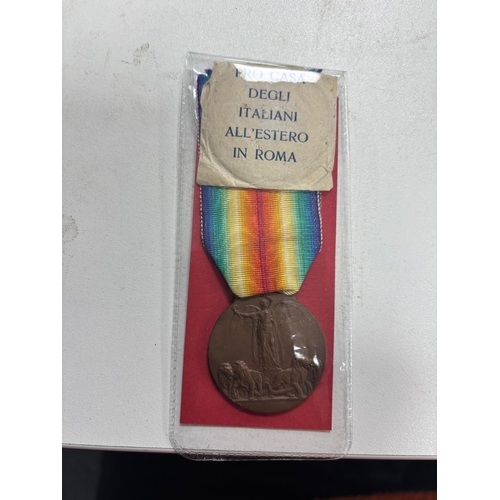 PRO CASA
DEGLI
ITALIANI
ALL'ESTERO
IN ROMA